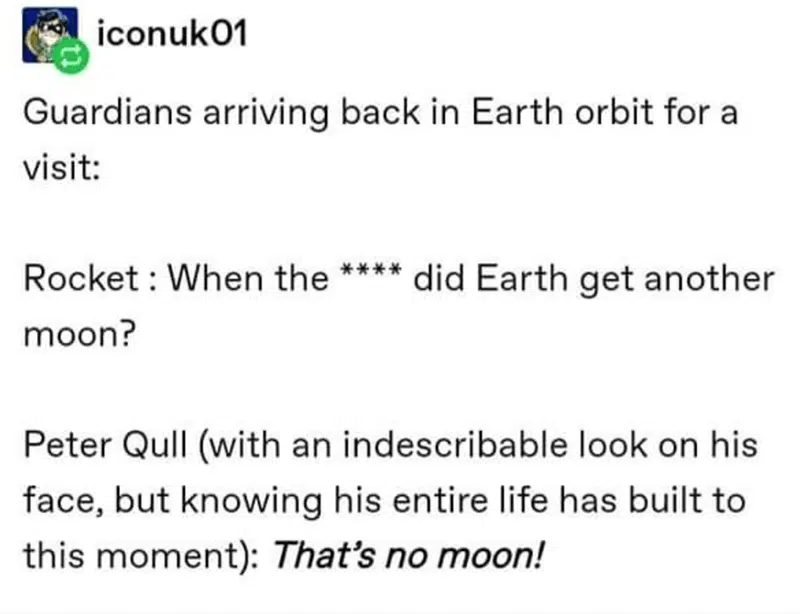 iconuk01
Guardians arriving back in Earth orbit for a
visit:
Rocket : When the **** did Earth get another
moon?
Peter Qull (with an indescribable look on his
face, but knowing his entire life has built to
this moment): That's no moon!